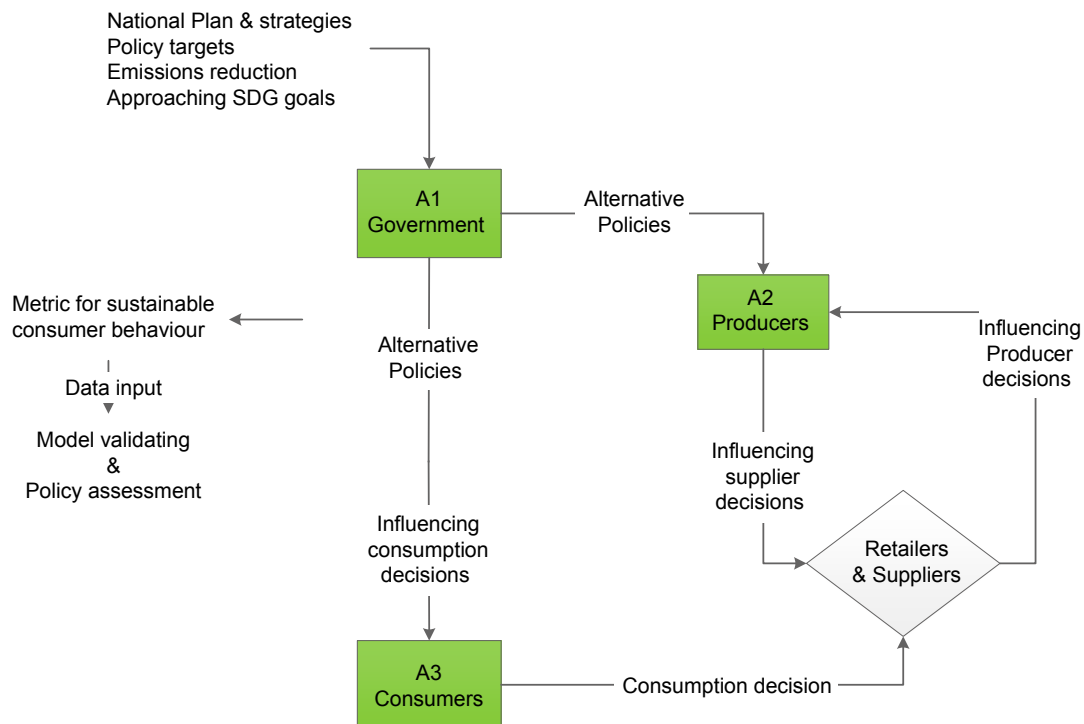 National Plan & strategies
Policy targets
Emissions reduction
Approaching SDG goals
A1
Government
Alternative
Policies
A2
Producers
Metric for sustainable
consumer behaviour
Data input
Model validating
&
Policy assessment
Alternative
Policies
Influencing
Producer
decisions
Influencing
supplier
decisions
Influencing
consumption
decisions
Retailers
& Suppliers
A3
Consumers
Consumption decision